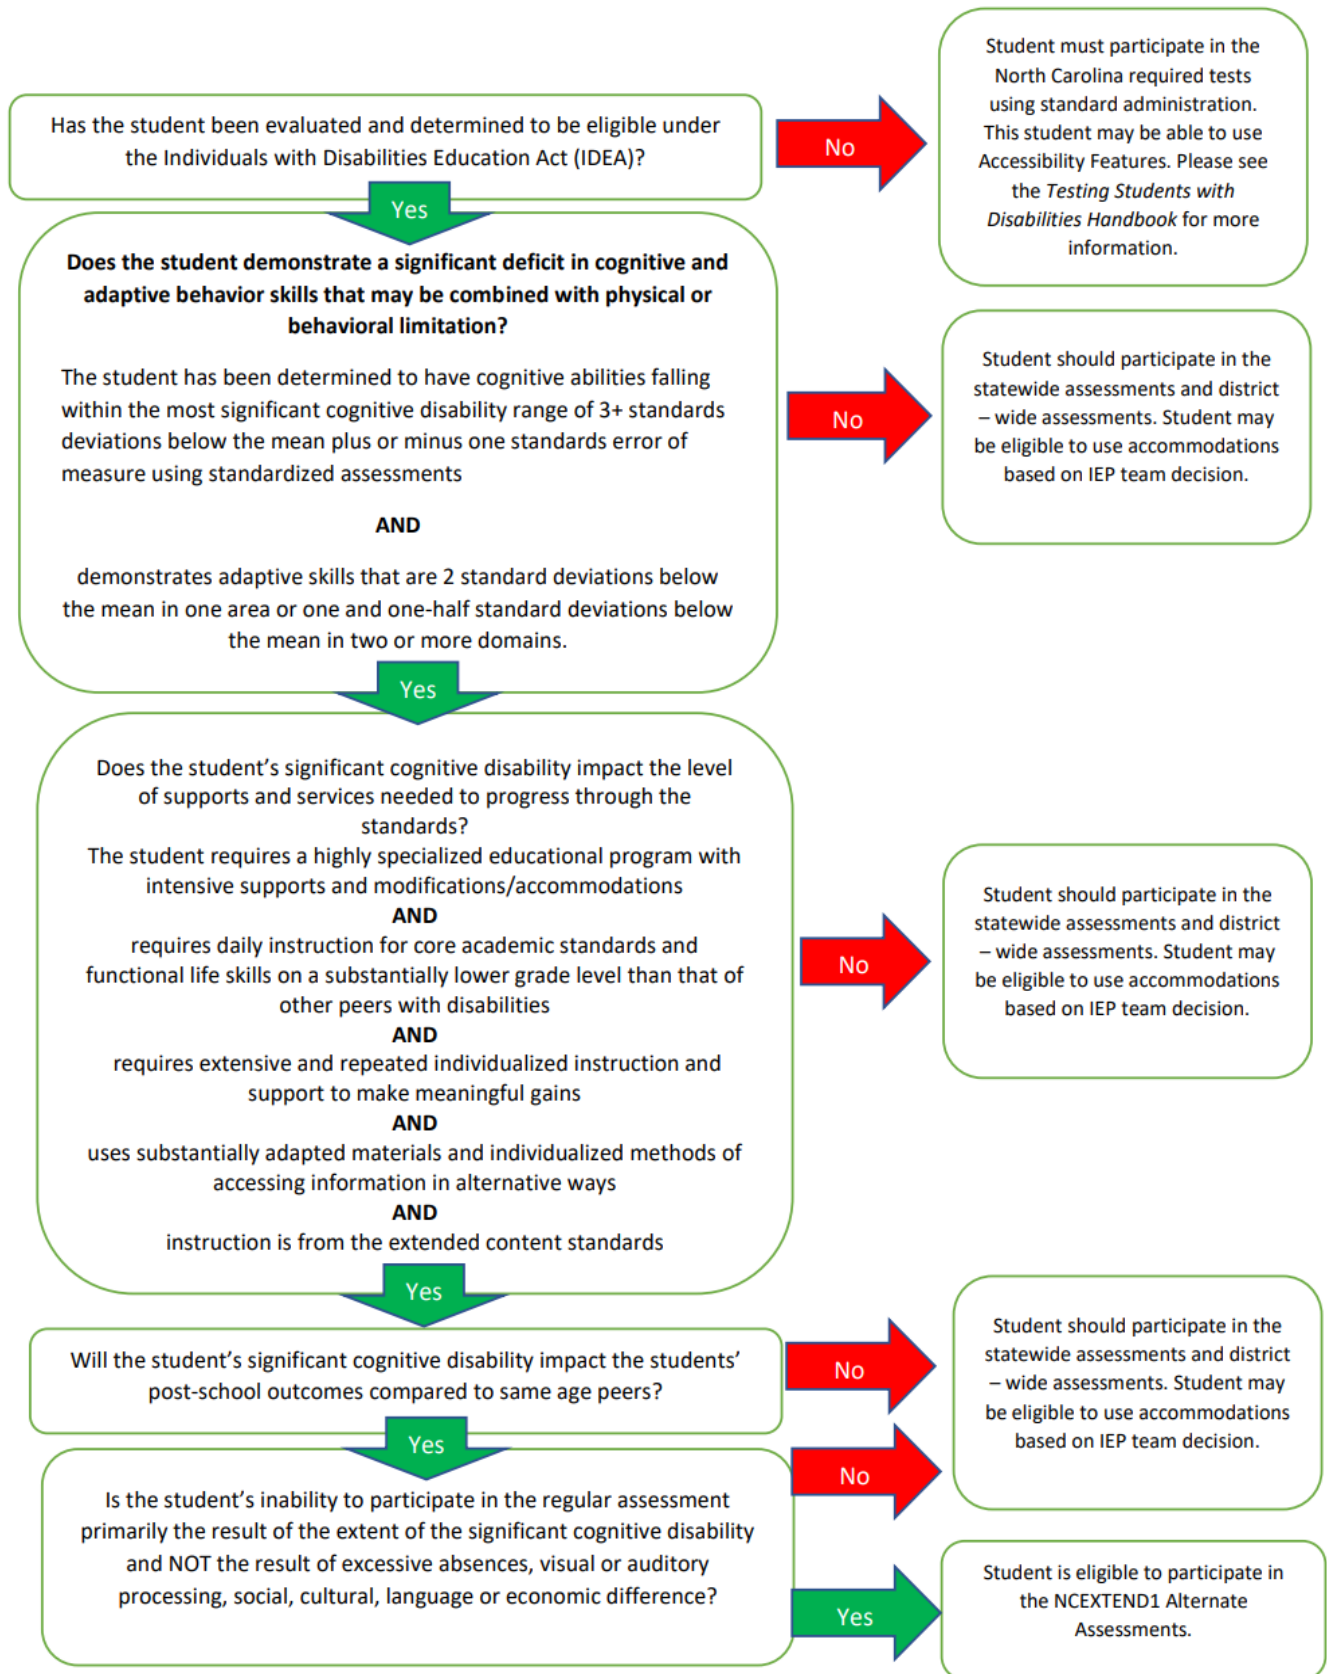 Has the student been evaluated and determined to be eligible under
the Individuals with Disabilities Education Act (IDEA)?
No
Student must participate in the
North Carolina required tests
using standard administration.
This student may be able to use
Accessibility Features. Please see
the Testing Students with
Disabilities Handbook for more
information.
Yes
Does the student demonstrate a significant deficit in cognitive and
adaptive behavior skills that may be combined with physical or
behavioral limitation?
The student has been determined to have cognitive abilities falling
within the most significant cognitive disability range of 3+ standards
deviations below the mean plus or minus one standards error of
measure using standardized assessments
AND
demonstrates adaptive skills that are 2 standard deviations below
the mean in one area or one and one-half standard deviations below
the mean in two or more domains.
No
Student should participate in the
statewide assessments and district
– wide assessments. Student may
be eligible to use accommodations
based on IEP team decision.
Yes
Does the student’s significant cognitive disability impact the level
of supports and services needed to progress through the
standards?
The student requires a highly specialized educational program with
intensive supports and modifications/accommodations
AND
requires daily instruction for core academic standards and
functional life skills on a substantially lower grade level than that of
other peers with disabilities
AND
requires extensive and repeated individualized instruction and
support to make meaningful gains
AND
uses substantially adapted materials and individualized methods of
accessing information in alternative ways
AND
instruction is from the extended content standards
No
Student should participate in the
statewide assessments and district
– wide assessments. Student may
be eligible to use accommodations
based on IEP team decision.
Yes
Will the student’s significant cognitive disability impact the students’
post-school outcomes compared to same age peers?
No
Student should participate in the
statewide assessments and district
– wide assessments. Student may
be eligible to use accommodations
based on IEP team decision.
Yes
Is the student’s inability to participate in the regular assessment
primarily the result of the extent of the significant cognitive disability
and NOT the result of excessive absences, visual or auditory
processing, social, cultural, language or economic difference?
No
Yes
Student is eligible to participate in
the NCEXTEND1 Alternate
Assessments.